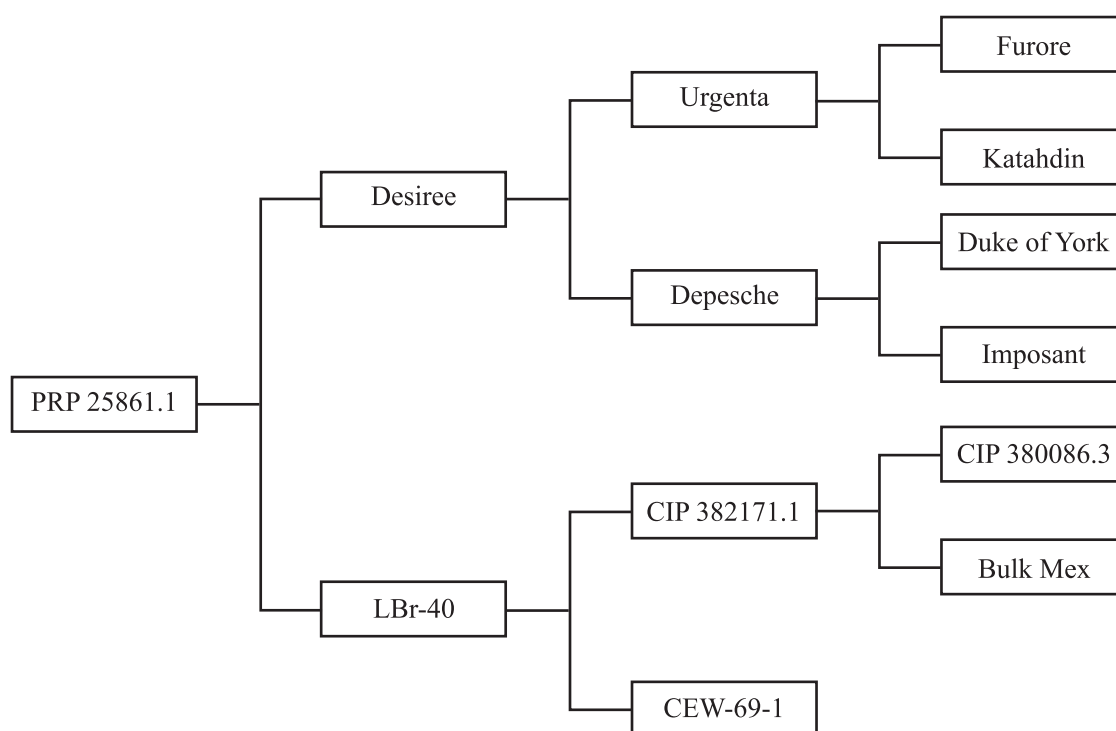 Furore
Urgenta
Katahdin
Desiree
Duke of York
Depesche
Imposant
PRP 25861.1
CIP 380086.3
CIP 382171.1
Bulk Mex
LBr-40
CEW-69-1